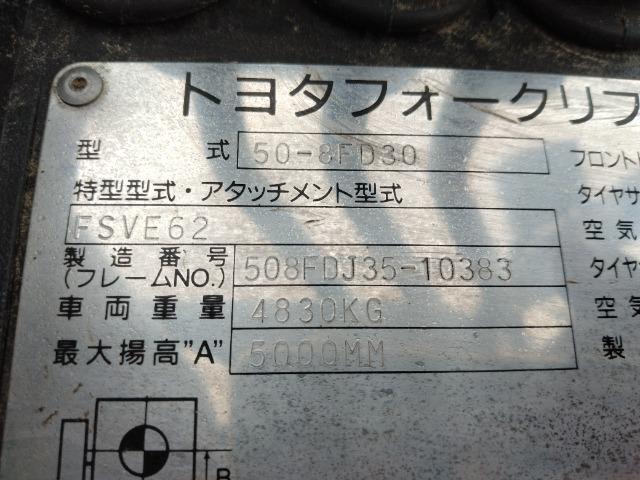 トヨタフォークリフ
型 式 50-8FD30 フロント
特型型式・アタッチメント型式 タイヤサ
FSVE62 空気
製造番号 508FDJ35-10383 タイヤ
(フレームNO.)
車両重量 4830KG 空気
最大揚高"A" 5000MM 製
B